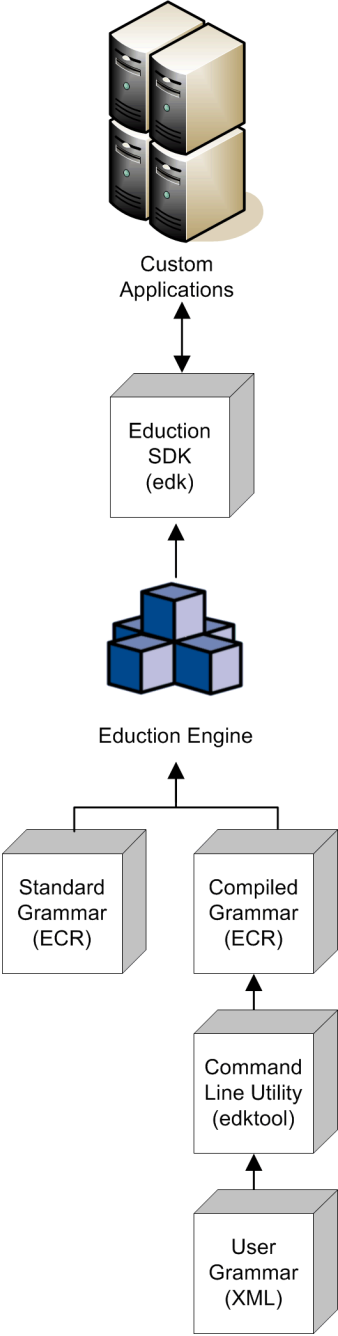 Custom
Applications
Eduction
SDK
(edk)
Eduction Engine
Standard
Grammar
(ECR)
Compiled
Grammar
(ECR)
Command
Line Utility
(edktool)
User
Grammar
(XML)